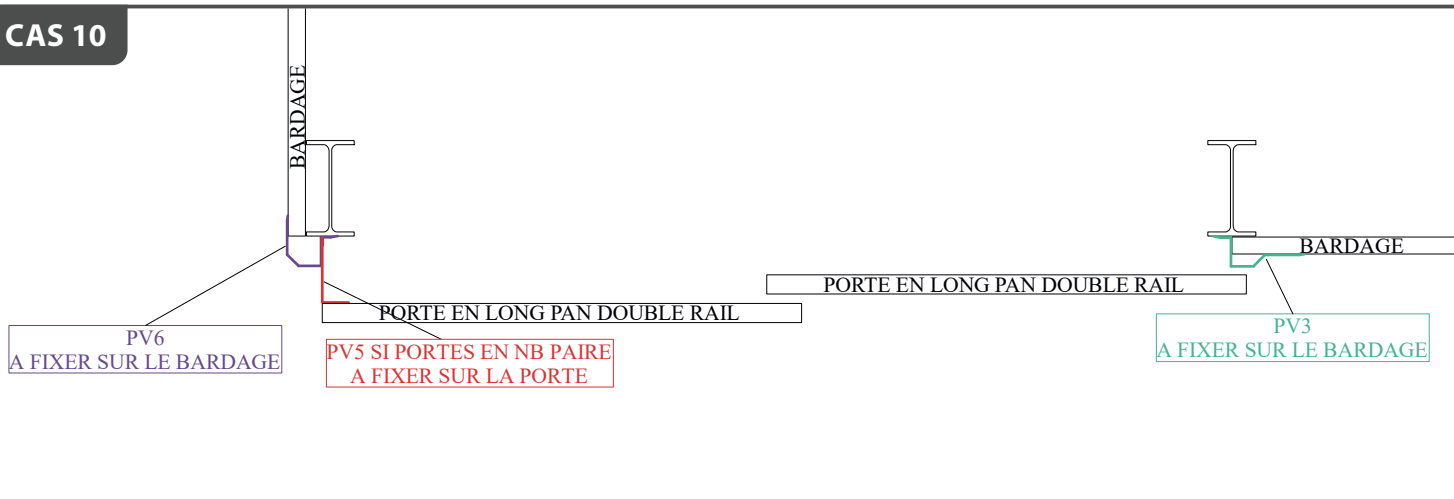 CAS 10
BARDAGE
BARDAGE
PORTE EN LONG PAN DOUBLE RAIL
PORTE EN LONG PAN DOUBLE RAIL
PV6
A FIXER SUR LE BARDAGE
PV5 SI PORTES EN NB PAIRE
A FIXER SUR LA PORTE
PV3
A FIXER SUR LE BARDAGE